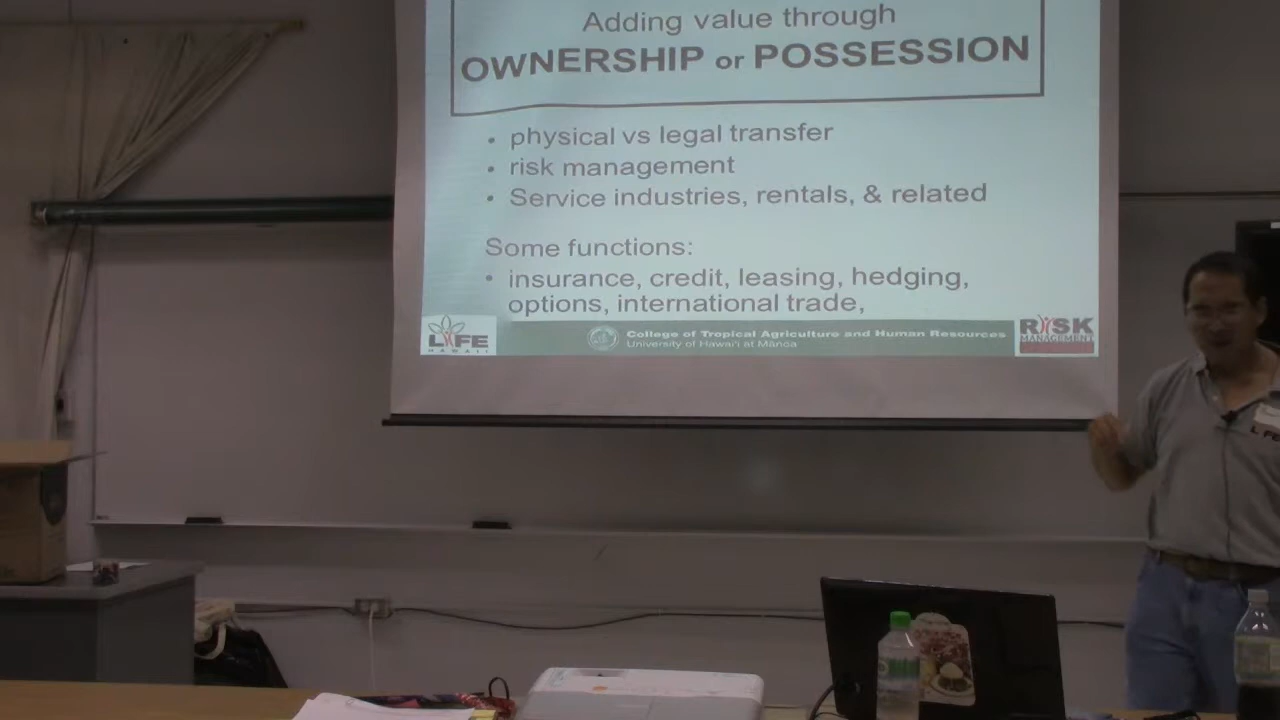 Adding value through
OWNERSHIP or POSSESSION
• physical vs legal transfer
• risk management
• Service industries, rentals, & related
Some functions:
• insurance, credit, leasing, hedging,
options, international trade,
LIFE
HAWAII
College of Tropical Agriculture and Human Resources
University of Hawai'i at Mānoa
RISK
MANAGEMENT